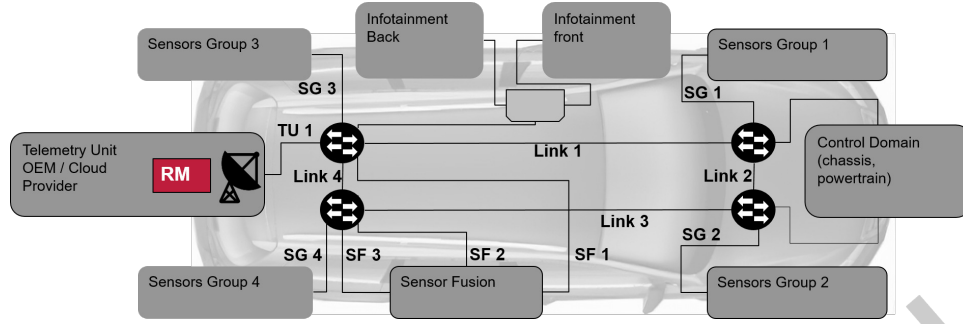 Sensors Group 3
Infotainment
Back
Infotainment
front
Sensors Group 1
SG 3
SG 1
TU 1
Telemetry Unit
OEM / Cloud
Provider
RM
Link 1
Control Domain
(chassis,
powertrain)
Link 4
Link 2
Link 3
SG 2
SG 4
SF 3
SF 2
SF 1
Sensors Group 4
Sensor Fusion
Sensors Group 2